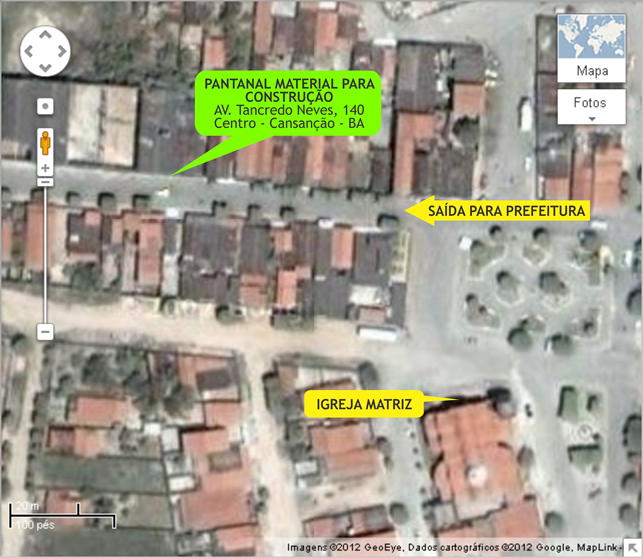 Mapa
Fotos
PANTANAL MATERIAL PARA
CONSTRUÇÃO
AV. Tancredo Neves, 140
Centro - Cansanção - BA
SAÍDA PARA PREFEITURA
IGREJA MATRIZ
20 m
100 pés
Imagens ©2012 GeoEye, Dados cartográficos ©2012 Google, MapLink -